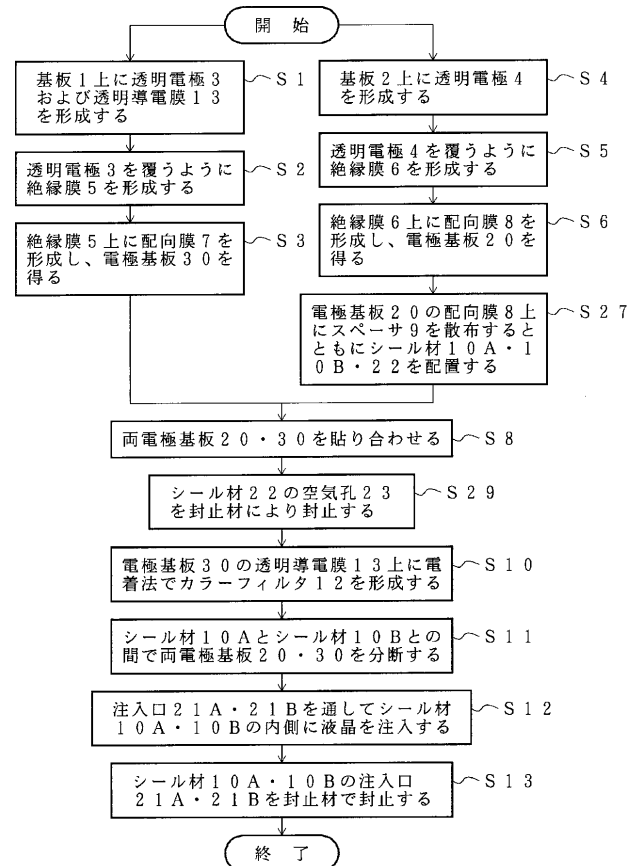 開　始
基板１上に透明電極３
および透明導電膜１３
を形成する
Ｓ１
透明電極３を覆うように
絶縁膜５を形成する
Ｓ２
絶縁膜５上に配向膜７を
形成し、電極基板３０を
得る
Ｓ３
基板２上に透明電極４
を形成する
Ｓ４
透明電極４を覆うように
絶縁膜６を形成する
Ｓ５
絶縁膜６上に配向膜８を
形成し、電極基板２０を
得る
Ｓ６
電極基板２０の配向膜８上
にスペーサ９を散布すると
ともにシール材１０Ａ・１
０Ｂ・２２を配置する
Ｓ２７
両電極基板２０・３０を貼り合わせる
Ｓ８
シール材２２の空気孔２３
を封止材により封止する
Ｓ２９
電極基板３０の透明導電膜１３上に電
着法でカラーフィルタ１２を形成する
Ｓ１０
シール材１０Ａとシール材１０Ｂとの
間で両電極基板２０・３０を分断する
Ｓ１１
注入口２１Ａ・２１Ｂを通してシール材
１０Ａ・１０Ｂの内側に液晶を注入する
Ｓ１２
シール材１０Ａ・１０Ｂの注入口
２１Ａ・２１Ｂを封止材で封止する
Ｓ１３
終　了